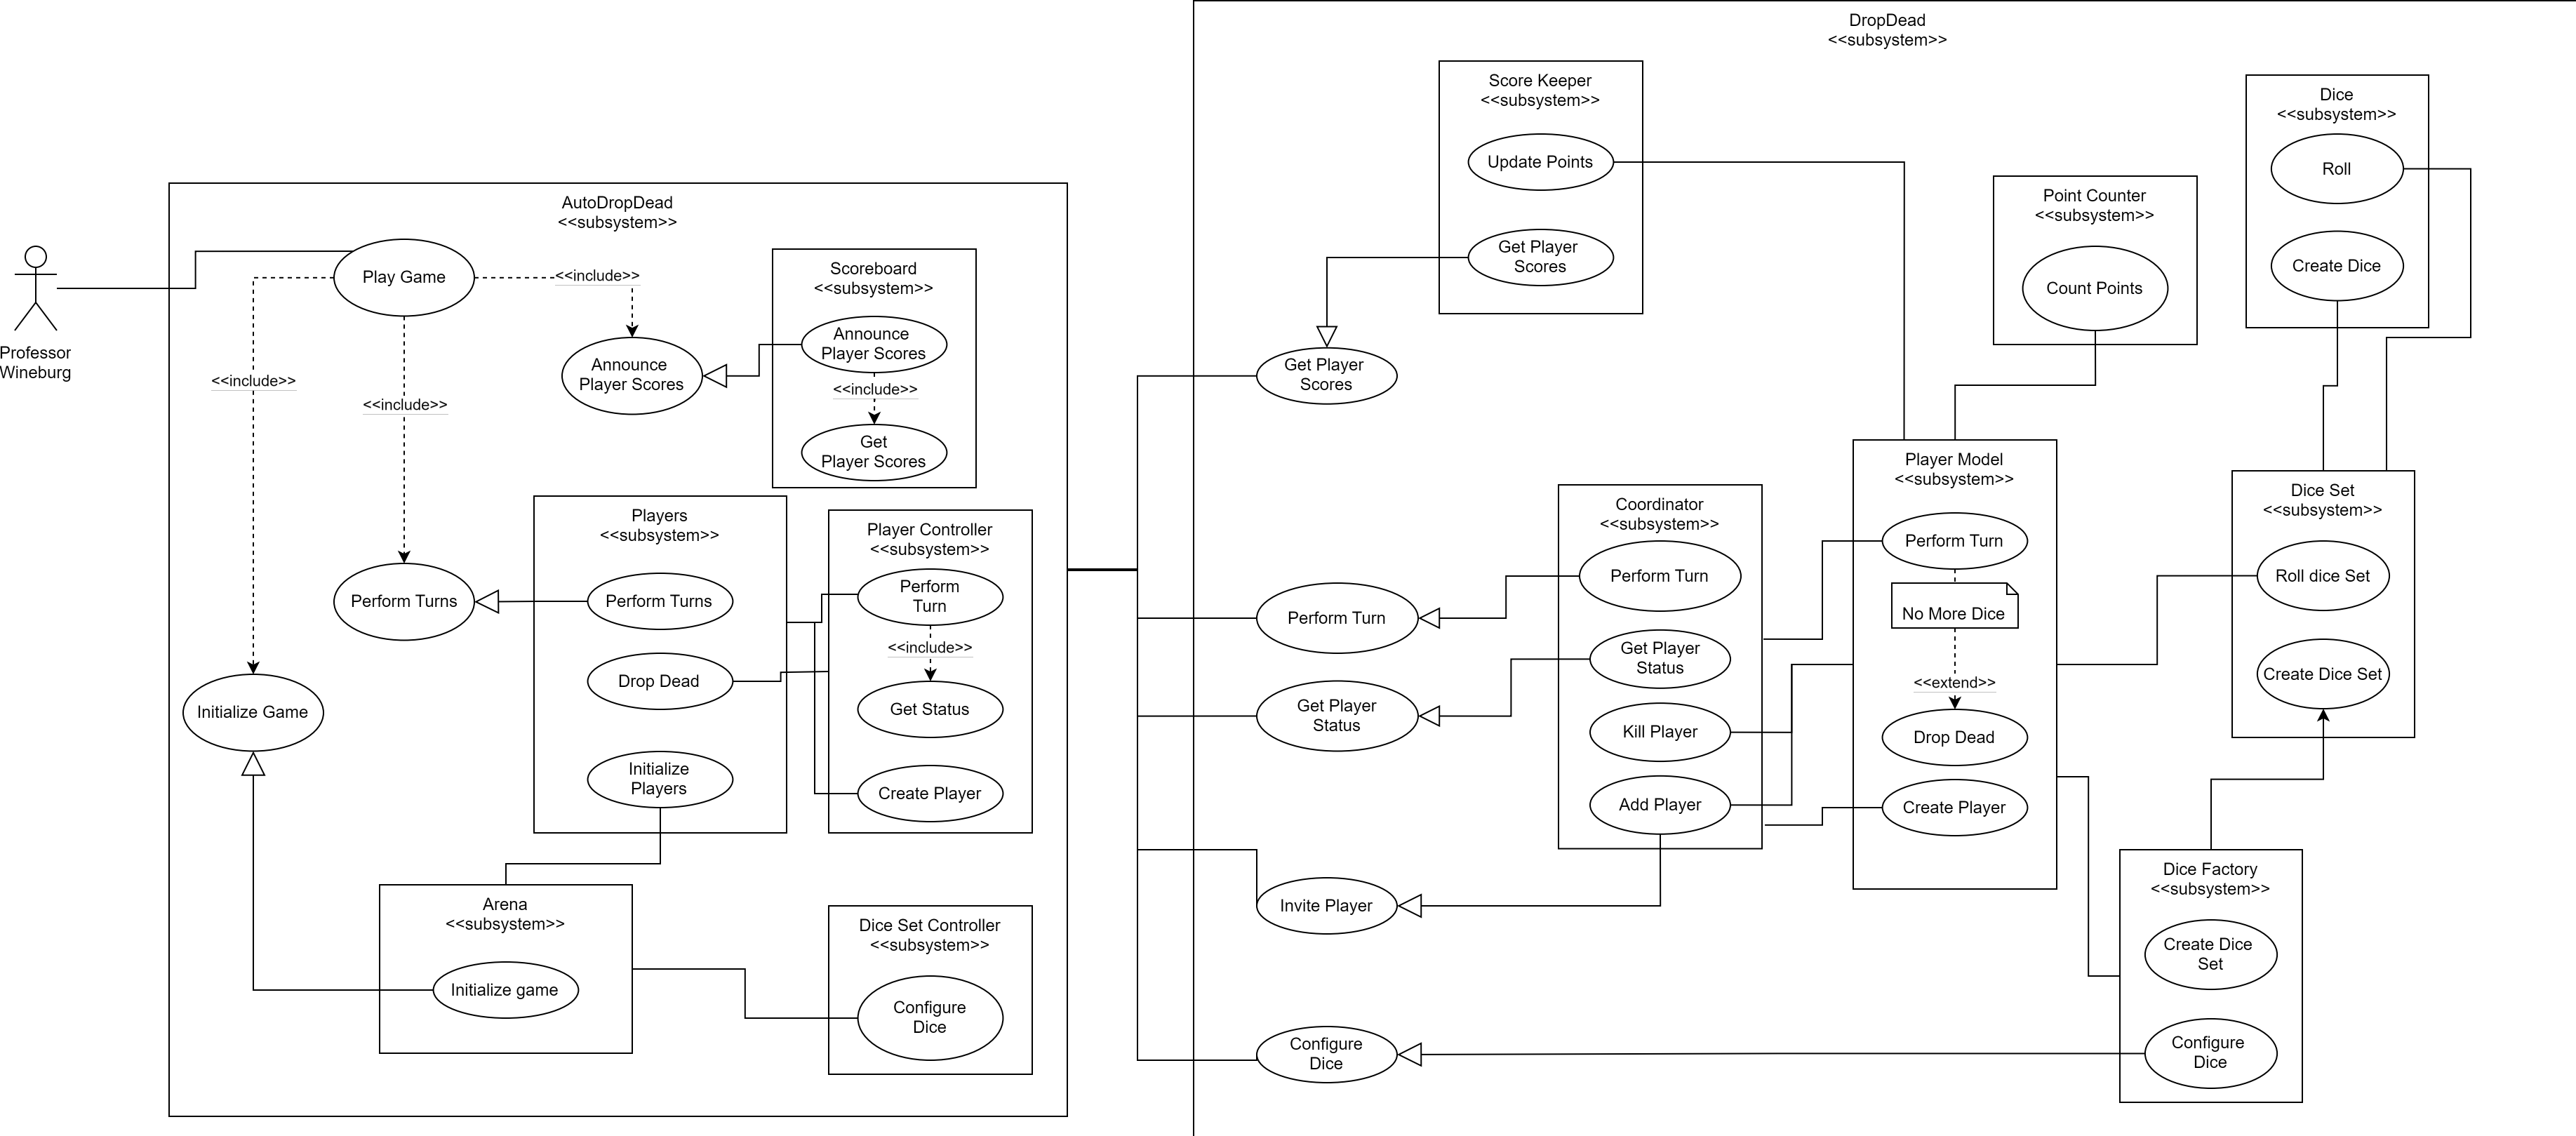 Professor
Wineburg
AutoDropDead
<<subsystem>>
Play Game
<<include>>
<<include>>
<<include>>
Announce
Player Scores
Scoreboard
<<subsystem>>
Announce
Player Scores
<<include>>
Get
Player Scores
Perform Turns
Players
<<subsystem>>
Perform Turns
Drop Dead
Initialize
Players
Player Controller
<<subsystem>>
Perform
Turn
<<include>>
Get Status
Create Player
Initialize Game
Arena
<<subsystem>>
Initialize game
Dice Set Controller
<<subsystem>>
Configure
Dice
DropDead
<<subsystem>>
Score Keeper
<<subsystem>>
Update Points
Get Player
Scores
Get Player
Scores
Perform Turn
Get Player
Status
Invite Player
Configure
Dice
Coordinator
<<subsystem>>
Perform Turn
Get Player
Status
Kill Player
Add Player
Point Counter
<<subsystem>>
Count Points
Player Model
<<subsystem>>
Perform Turn
No More Dice
<<extend>>
Drop Dead
Create Player
Dice
<<subsystem>>
Roll
Create Dice
Dice Set
<<subsystem>>
Roll dice Set
Create Dice Set
Dice Factory
<<subsystem>>
Create Dice
Set
Configure
Dice